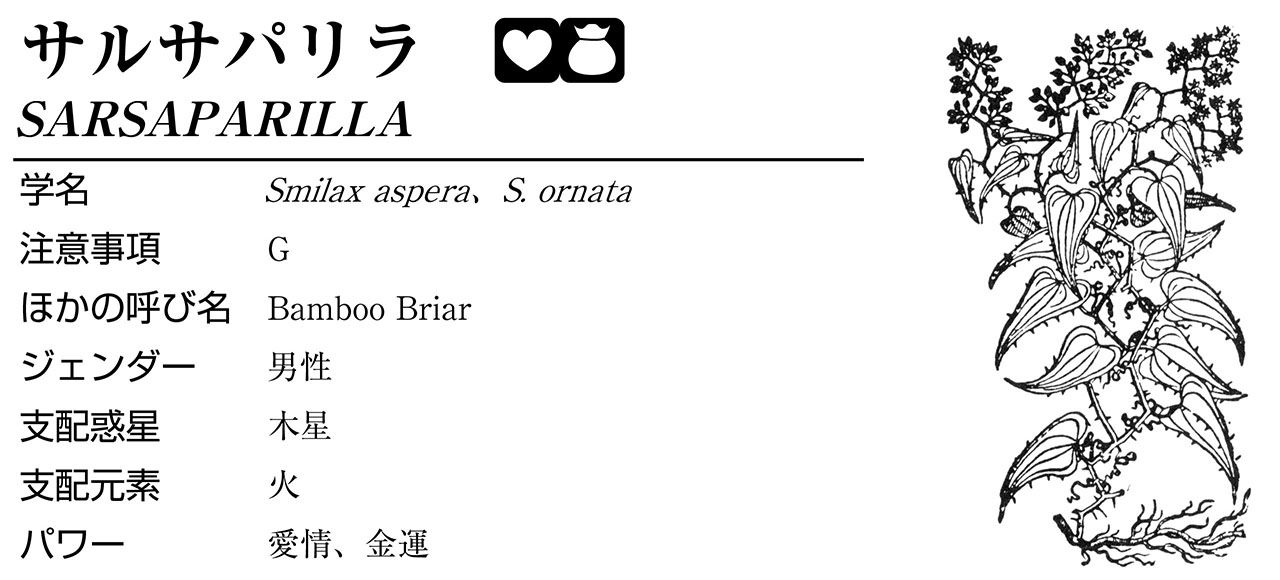 サルサパリラ
SARSAPARILLA
学名 Smilax aspera、S. ornata
注意事項 G
ほかの呼び名 Bamboo Briar
ジェンダー 男性
支配惑星 木星
支配元素 火
パワー 愛情、金運